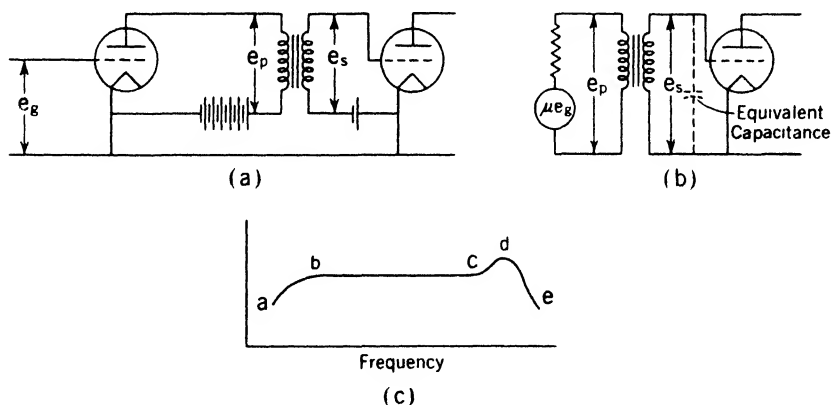 e_g
e_p
e_s
(a)
μe_g
e_p
e_s
Equivalent
Capacitance
(b)
a
b
c
d
e
Frequency
(c)